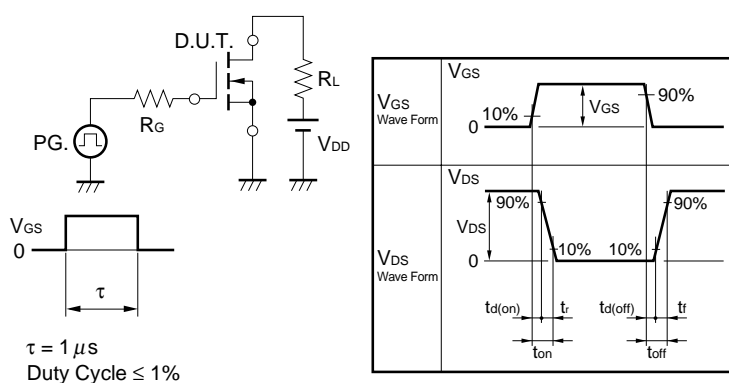 D.U.T.
RL
RG
PG.
VDD
VGS
0
τ
τ = 1 μs
Duty Cycle ≤ 1%
VGS
Wave Form
VGS
10%
VGS
90%
0
VDS
Wave Form
VDS
90%
VDS
10%
10%
90%
0
td(on)
tr
td(off)
tf
ton
toff